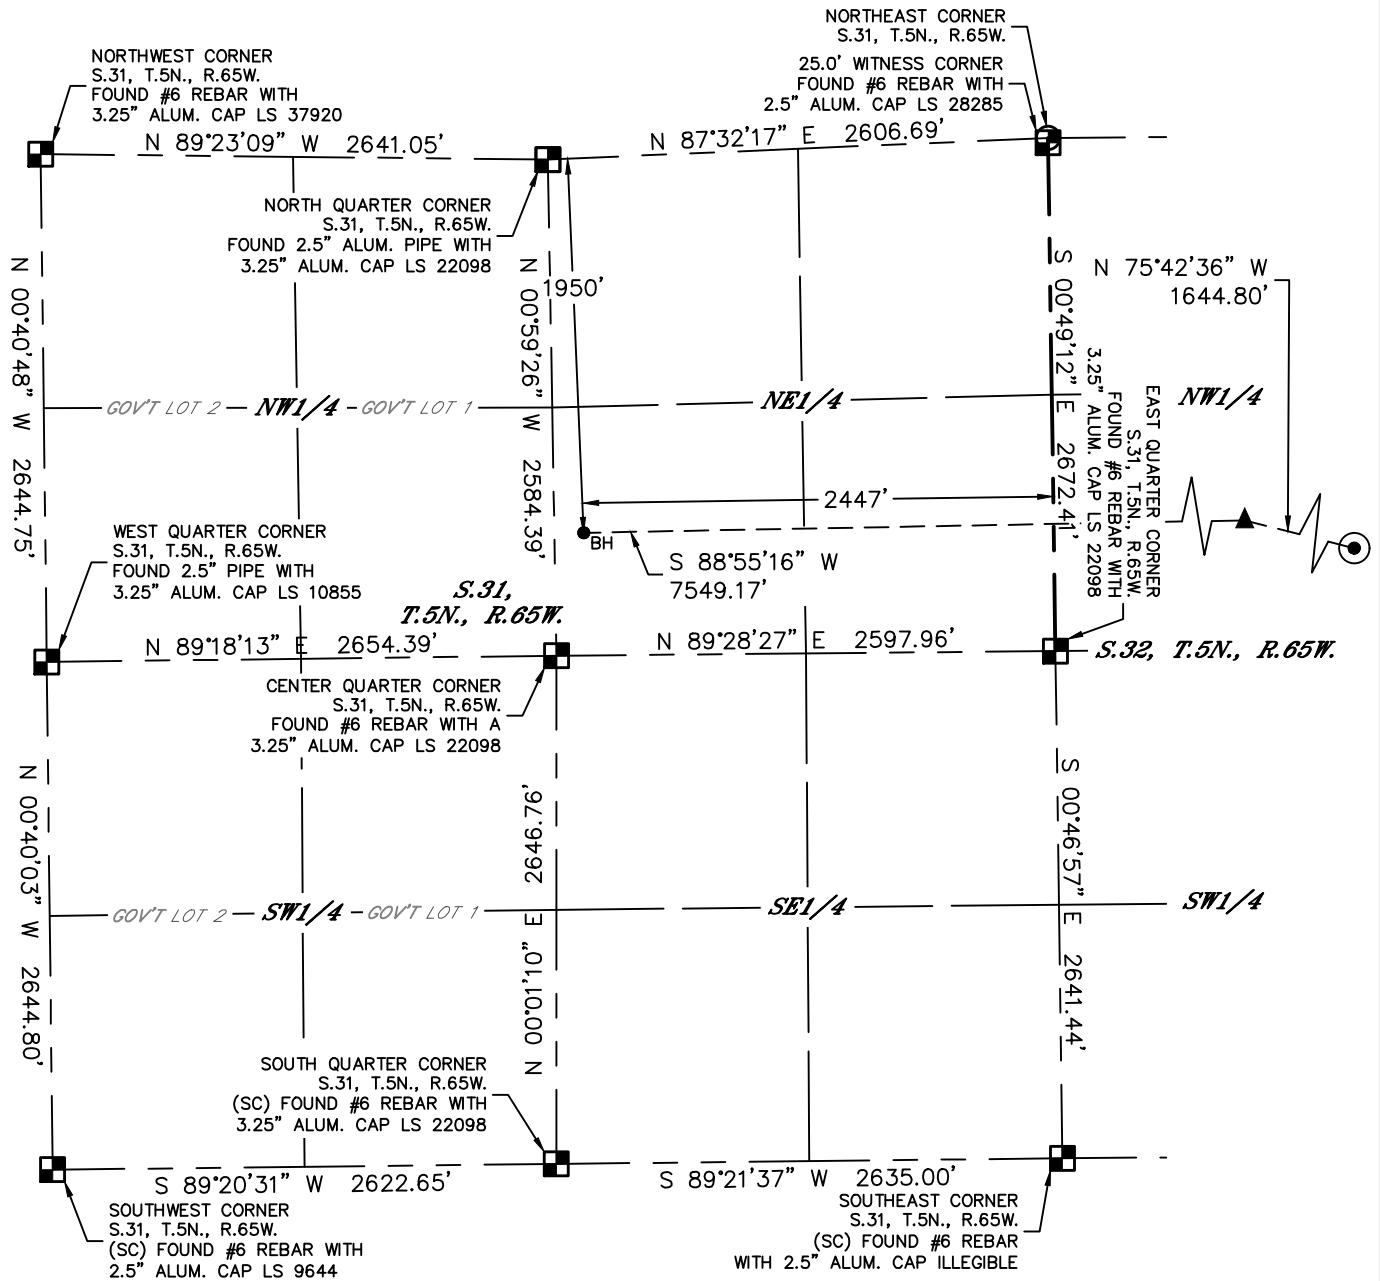 NORTHEAST CORNER
S.31, T.5N., R.65W.
25.0' WITNESS CORNER
FOUND #6 REBAR WITH
2.5" ALUM. CAP LS 28285
NORTHWEST CORNER
S.31, T.5N., R.65W.
FOUND #6 REBAR WITH
3.25" ALUM. CAP LS 37920
N 89°23'09" W 2641.05'
N 87°32'17" E 2606.69'
NORTH QUARTER CORNER
S.31, T.5N., R.65W.
FOUND 2.5" ALUM. PIPE WITH
3.25" ALUM. CAP LS 22098
N 00°40'48" W 2644.75'
N 00°59'26" W 2584.39'
1950'
S 00°49'12" E 2672.41'
N 75°42'36" W
1644.80'
EAST QUARTER CORNER
S.31, T.5N., R.65W.
FOUND #6 REBAR WITH
3.25" ALUM. CAP LS 22098
GOV'T LOT 2
NW1/4
GOV'T LOT 1
NE1/4
NW1/4
2447'
BH
S 88°55'16" W
7549.17'
WEST QUARTER CORNER
S.31, T.5N., R.65W.
FOUND 2.5" PIPE WITH
3.25" ALUM. CAP LS 10855
S.31,
T.5N., R.65W.
N 89°18'13" E 2654.39'
N 89°28'27" E 2597.96'
S.32, T.5N., R.65W.
CENTER QUARTER CORNER
S.31, T.5N., R.65W.
FOUND #6 REBAR WITH A
3.25" ALUM. CAP LS 22098
N 00°40'03" W 2644.80'
N 00°01'10" E 2646.76'
S 00°46'57" E 2641.44'
GOV'T LOT 2
SW1/4
GOV'T LOT 1
SE1/4
SW1/4
SOUTH QUARTER CORNER
S.31, T.5N., R.65W.
(SC) FOUND #6 REBAR WITH
3.25" ALUM. CAP LS 22098
S 89°20'31" W 2622.65'
S 89°21'37" W 2635.00'
SOUTHWEST CORNER
S.31, T.5N., R.65W.
(SC) FOUND #6 REBAR WITH
2.5" ALUM. CAP LS 9644
SOUTHEAST CORNER
S.31, T.5N., R.65W.
(SC) FOUND #6 REBAR
WITH 2.5" ALUM. CAP ILLEGIBLE